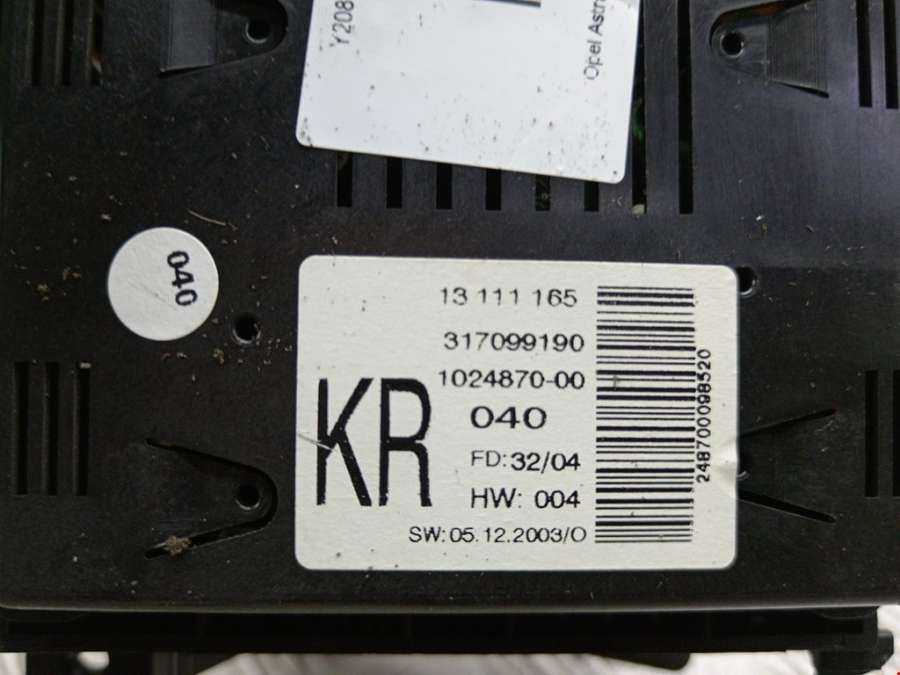 Y208
Opel Astr
040
13 111 165
317099190
1024870-00
040
KR
FD: 32/04
HW: 004
SW: 05.12.2003/O
248700098520